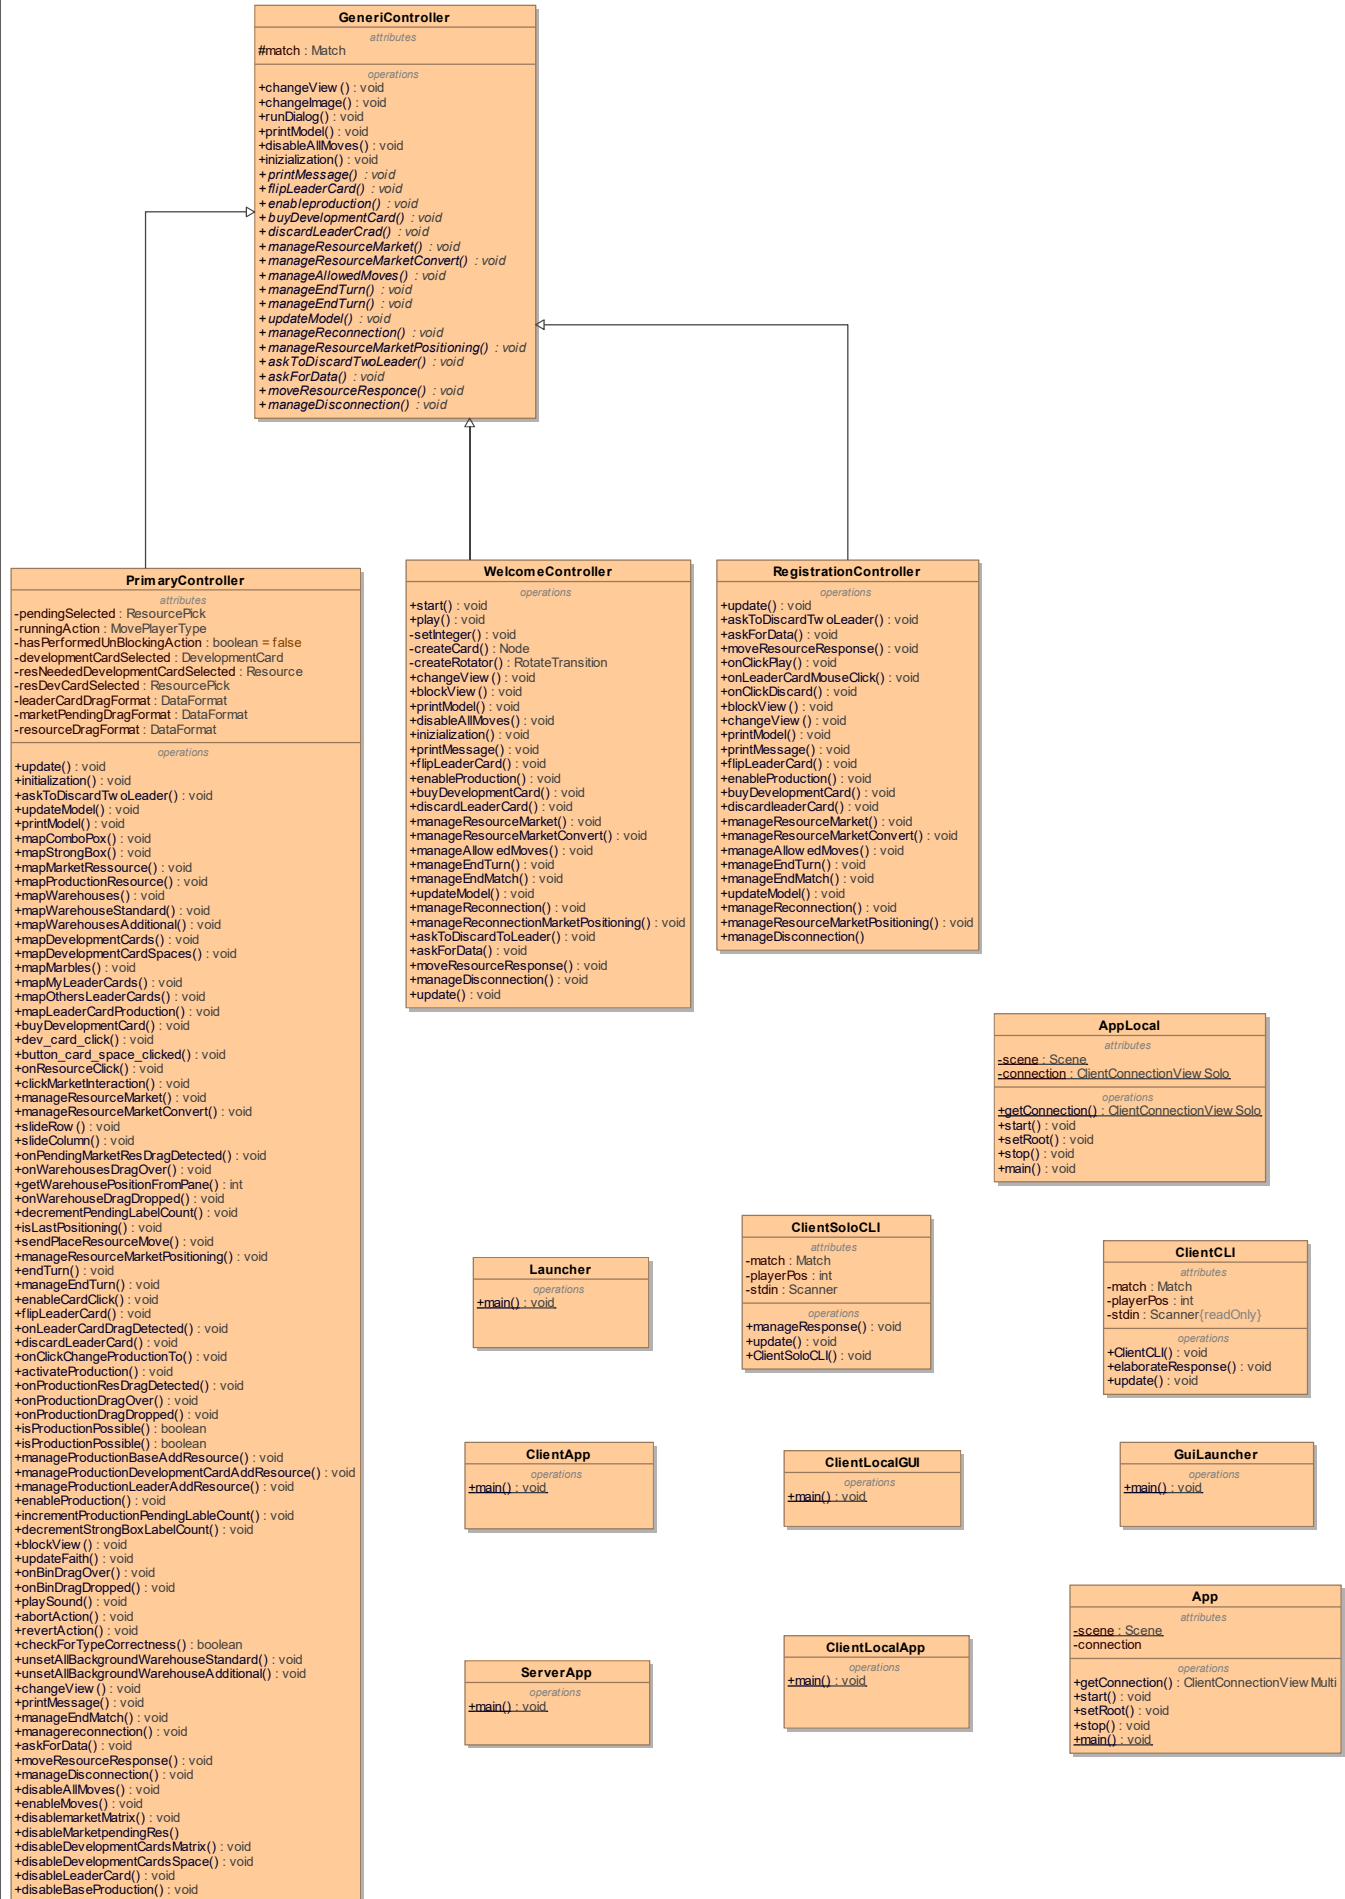 GeneriController
attributes
#match : Match
operations
+changeView () : void
+changeImage() : void
+runDialog() : void
+printModel() : void
+disableAllMoves() : void
+inizialization() : void
+printMessage() : void
+flipLeaderCard() : void
+enableproduction() : void
+buyDevelopmentCard() : void
+discardLeaderCrad() : void
+manageResourceMarket() : void
+manageResourceMarketConvert() : void
+manageAllowedMoves() : void
+manageEndTurn() : void
+manageEndTurn() : void
+updateModel() : void
+manageReconnection() : void
+manageResourceMarketPositioning() : void
+askToDiscardTwoLeader() : void
+askForData() : void
+moveResourceResponce() : void
+manageDisconnection() : void
PrimaryController
attributes
-pendingSelected : ResourcePick
-runningAction : MovePlayerType
-hasPerformedUnBlockingAction : boolean = false
-developmentCardSelected : DevelopmentCard
-resNeededDevelopmentCardSelected : Resource
-resDevCardSelected : ResourcePick
-leaderCardDragFormat : DataFormat
-marketPendingDragFormat : DataFormat
-resourceDragFormat : DataFormat
operations
+update() : void
+initialization() : void
+askToDiscardTwoLeader() : void
+updateModel() : void
+printModel() : void
+mapComboPox() : void
+mapStrongBox() : void
+mapMarketRessource() : void
+mapProductionResource() : void
+mapWarehouses() : void
+mapWarehouseStandard() : void
+mapWarehousesAdditional() : void
+mapDevelopmentCards() : void
+mapDevelopmentCardSpaces() : void
+mapMarbles() : void
+mapMyLeaderCards() : void
+mapOthersLeaderCards() : void
+mapLeaderCardProduction() : void
+buyDevelopmentCard() : void
+dev_card_click() : void
+button_card_space_clicked() : void
+onResourceClick() : void
+clickMarketInteraction() : void
+manageResourceMarket() : void
+manageResourceMarketConvert() : void
+slideRow () : void
+slideColumn() : void
+onPendingMarketResDragDetected() : void
+onWarehousesDragOver() : void
+getWarehousePositionFromPane() : int
+onWarehouseDragDropped() : void
+decrementPendingLabelCount() : void
+isLastPositioning() : void
+sendPlaceResourceMove() : void
+manageResourceMarketPositioning() : void
+endTurn() : void
+manageEndTurn() : void
+enableCardClick() : void
+flipLeaderCard() : void
+onLeaderCardDragDetected() : void
+discardLeaderCard() : void
+onClickChangeProductionTo() : void
+activateProduction() : void
+onProductionResDragDetected() : void
+onProductionDragOver() : void
+onProductionDragDropped() : void
+isProductionPossible() : boolean
+isProductionPossible() : boolean
+manageProductionBaseAddResource() : void
+manageProductionDevelopmentCardAddResource() : void
+manageProductionLeaderAddResource() : void
+enableProduction() : void
+incrementProductionPendingLableCount() : void
+decrementStrongBoxLabelCount() : void
+blockView () : void
+updateFaith() : void
+onBinDragOver() : void
+onBinDragDropped() : void
+playSound() : void
+abortAction() : void
+revertAction() : void
+checkForTypeCorrectness() : boolean
+unsetAllBackgroundWarehouseStandard() : void
+unsetAllBackgroundWarehouseAdditional() : void
+changeView () : void
+printMessage() : void
+manageEndMatch() : void
+managereconnection() : void
+askForData() : void
+moveResourceResponse() : void
+manageDisconnection() : void
+disableAllMoves() : void
+enableMoves() : void
+disablemarketMatrix() : void
+disableMarketpendingRes()
+disableDevelopmentCardsMatrix() : void
+disableDevelopmentCardsSpace() : void
+disableLeaderCard() : void
+disableBaseProduction() : void
WelcomeController
operations
+start() : void
+play() : void
-setInteger() : void
-createCard() : Node
-createRotator() : RotateTransition
+changeView () : void
+blockView () : void
+printModel() : void
+disableAllMoves() : void
+inizialization() : void
+printMessage() : void
+flipLeaderCard() : void
+enableProduction() : void
+buyDevelopmentCard() : void
+discardLeaderCard() : void
+manageResourceMarket() : void
+manageResourceMarketConvert() : void
+manageAllowedMoves() : void
+manageEndTurn() : void
+manageEndMatch() : void
+updateModel() : void
+manageReconnection() : void
+manageReconnectionMarketPositioning() : void
+askToDiscardToLeader() : void
+askForData() : void
+moveResourceResponse() : void
+manageDisconnection() : void
+update() : void
RegistrationController
operations
+update() : void
+askToDiscardTwoLeader() : void
+askForData() : void
+moveResourceResponse() : void
+onClickPlay() : void
+onLeaderCardMouseClick() : void
+onClickDiscard() : void
+blockView () : void
+changeView () : void
+printModel() : void
+printMessage() : void
+flipLeaderCard() : void
+enableProduction() : void
+buyDevelopmentCard() : void
+discardleaderCard() : void
+manageResourceMarket() : void
+manageResourceMarketConvert() : void
+manageAllowedMoves() : void
+manageEndTurn() : void
+manageEndMatch() : void
+updateModel() : void
+manageReconnection() : void
+manageResourceMarketPositioning() : void
+manageDisconnection()
AppLocal
attributes
-scene : Scene
-connection : ClientConnectionView Solo
operations
+getConnection() : ClientConnectionView Solo
+start() : void
+setRoot() : void
+stop() : void
+main() : void
ClientSoloCLI
attributes
-match : Match
-playerPos : int
-stdin : Scanner
operations
+manageResponse() : void
+update() : void
+ClientSoloCLI() : void
ClientCLI
attributes
-match : Match
-playerPos : int
-stdin : Scanner{readOnly}
operations
+ClientCLI() : void
+elaborateResponse() : void
+update() : void
Launcher
operations
+main() : void
ClientApp
operations
+main() : void
ClientLocalGUI
operations
+main() : void
GuiLauncher
operations
+main() : void
App
attributes
-scene : Scene
-connection
operations
+getConnection() : ClientConnectionView Multi
+start() : void
+setRoot() : void
+stop() : void
+main() : void
ClientLocalApp
operations
+main() : void
ServerApp
operations
+main() : void